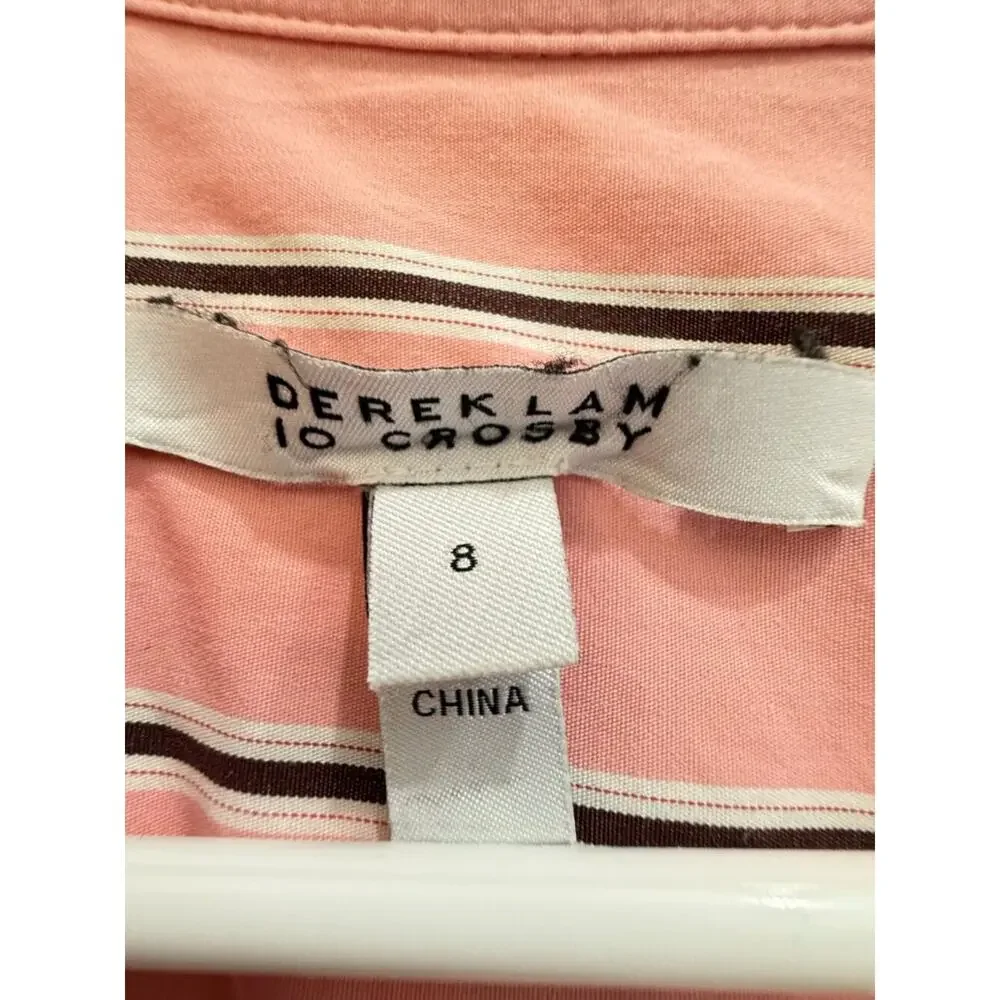 DEREK LAM
10 CROSBY
8
CHINA